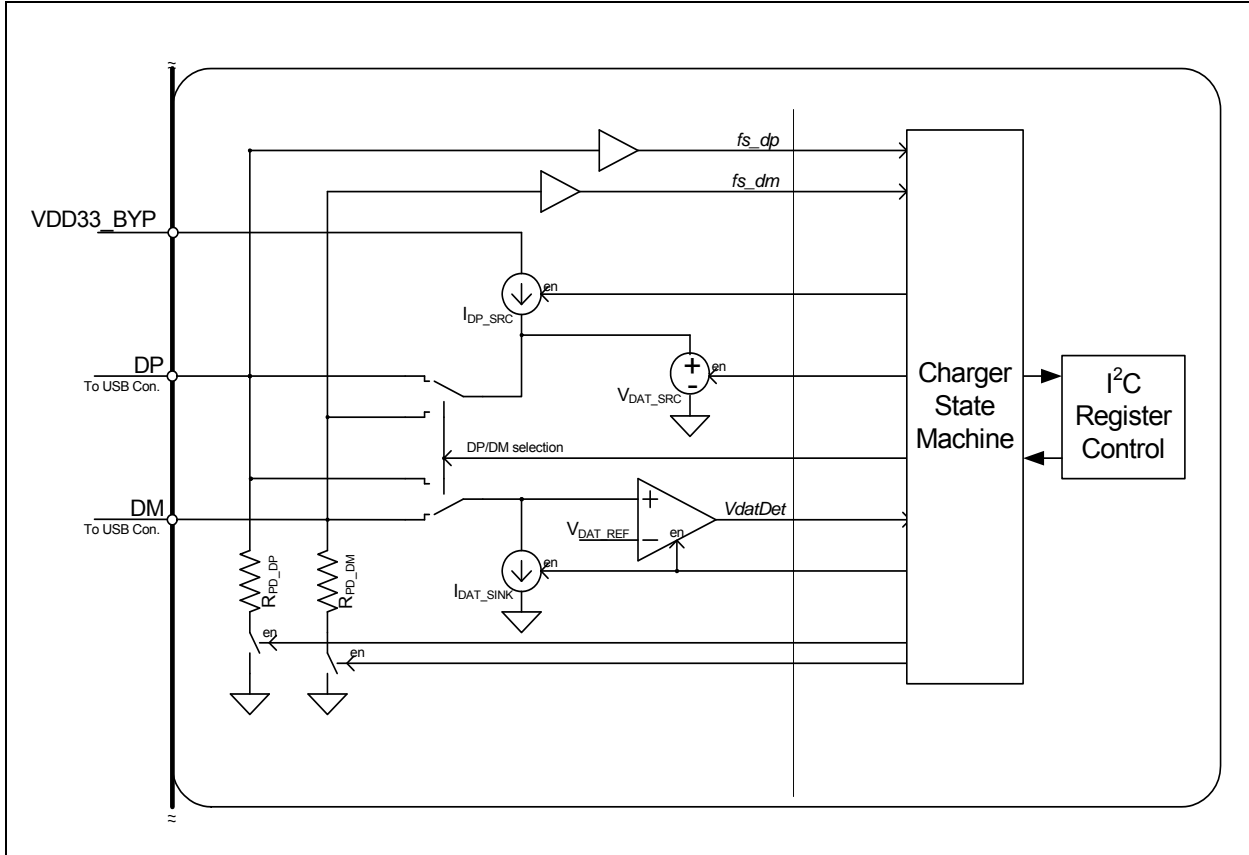 fs_dp
fs_dm
VDD33_BYP
en
I_DP_SRC
DP
To USB Con.
en
+
-
V_DAT_SRC
Charger
State
Machine
I²C
Register
Control
DP/DM selection
DM
To USB Con.
+
VdatDet
V_DAT_REF
–
en
en
I_DAT_SINK
R_PD_DP
R_PD_DM
en
en